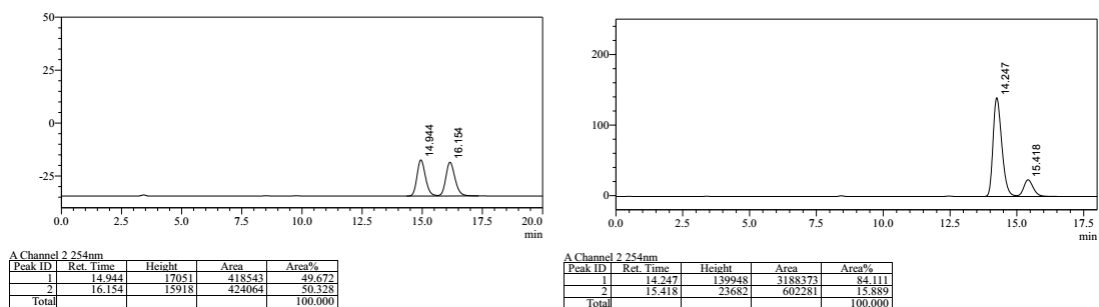 50
25
0
-25
14.944
16.154
0.0 2.5 5.0 7.5 10.0 12.5 15.0 17.5 20.0
min
A Channel 2 254nm
Peak ID Ret. Time Height Area Area%
1 14.944 17051 418543 49.672
2 16.154 15918 424064 50.328
Total 100.000
200
100
0
14.247
15.418
0.0 2.5 5.0 7.5 10.0 12.5 15.0 17.5
min
A Channel 2 254nm
Peak ID Ret. Time Height Area Area%
1 14.247 139948 3188373 84.111
2 15.418 23682 602281 15.889
Total 100.000